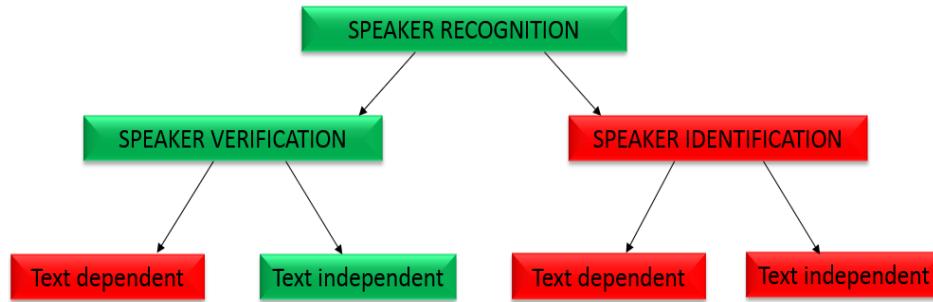 SPEAKER RECOGNITION
SPEAKER VERIFICATION
SPEAKER IDENTIFICATION
Text dependent
Text independent
Text dependent
Text independent